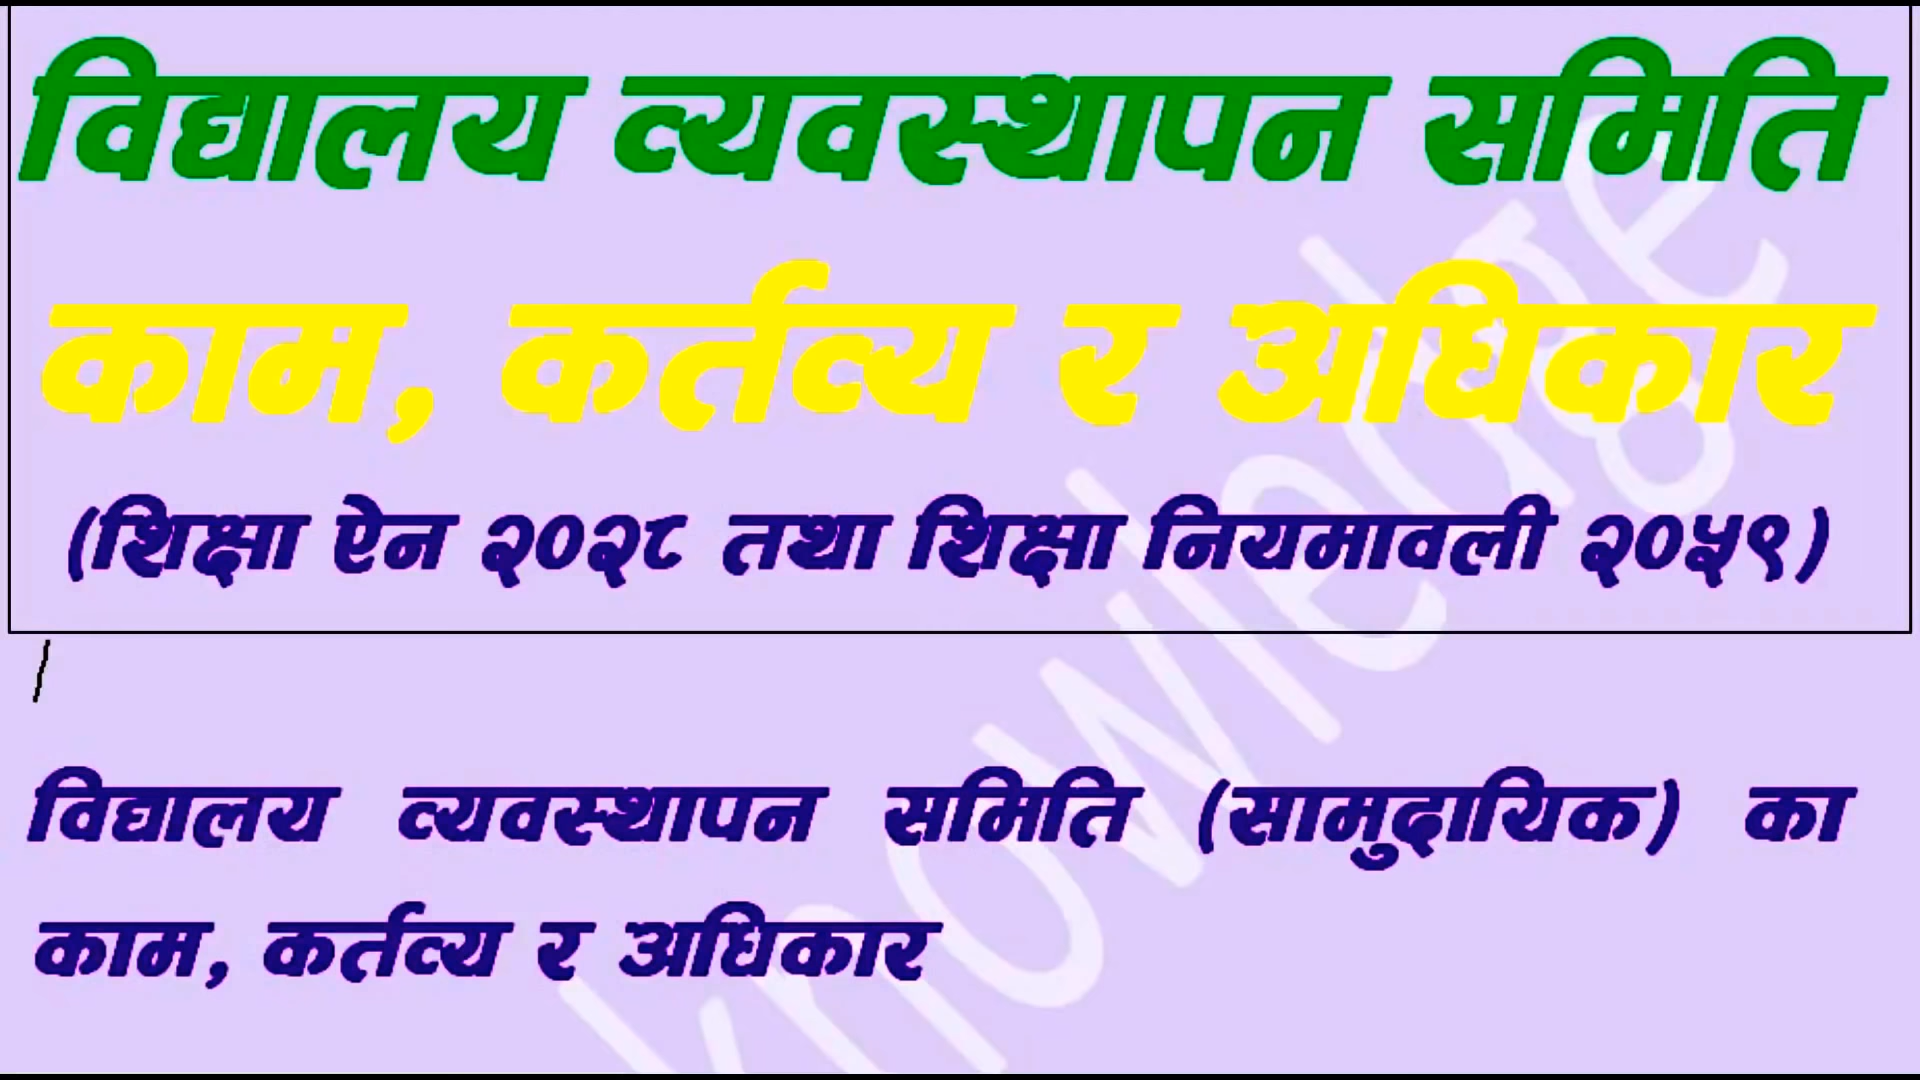 विद्यालय व्यवस्थापन समिति
काम, कर्तव्य र अधिकार
(शिक्षा ऐन २०२८ तथा शिक्षा नियमावली २०५९)
विद्यालय व्यवस्थापन समिति (सामुदायिक) का
काम, कर्तव्य र अधिकार
knowledge